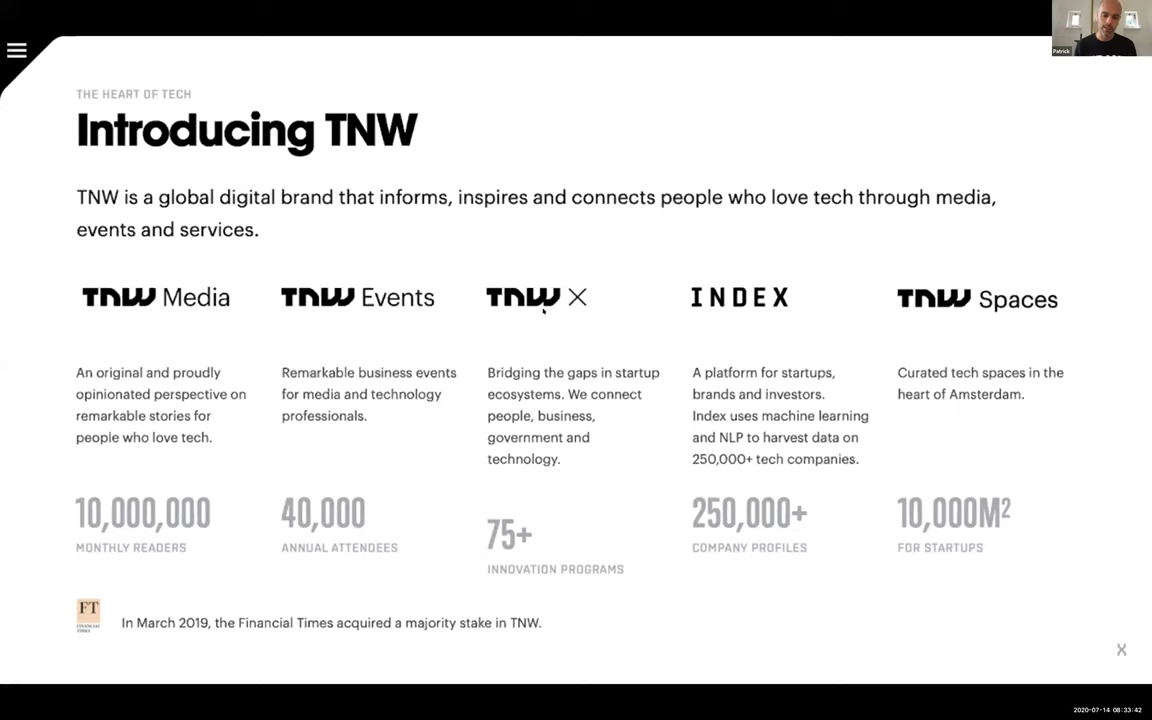 Patrick
THE HEART OF TECH
Introducing TNW
TNW is a global digital brand that informs, inspires and connects people who love tech through media,
events and services.
TNW Media
An original and proudly
opinionated perspective on
remarkable stories for
people who love tech.
10,000,000
MONTHLY READERS
TNW Events
Remarkable business events
for media and technology
professionals.
40,000
ANNUAL ATTENDEES
TNW X
Bridging the gaps in startup
ecosystems. We connect
people, business,
government and
technology.
75+
INNOVATION PROGRAMS
INDEX
A platform for startups,
brands and investors.
Index uses machine learning
and NLP to harvest data on
250,000+ tech companies.
250,000+
COMPANY PROFILES
TNW Spaces
Curated tech spaces in the
heart of Amsterdam.
10,000M²
FOR STARTUPS
FT
FINANCIAL
TIMES
In March 2019, the Financial Times acquired a majority stake in TNW.
X
2020-07-14 08:33:42